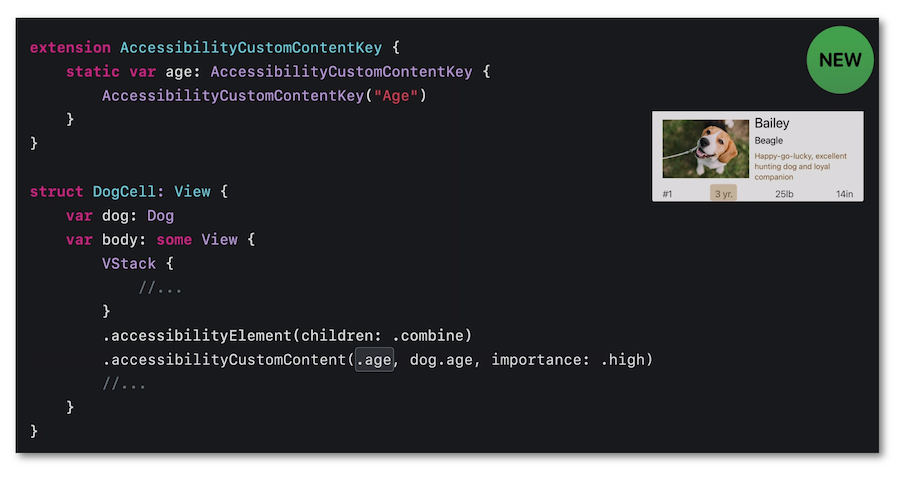 extension AccessibilityCustomContentKey {
    static var age: AccessibilityCustomContentKey {
        AccessibilityCustomContentKey("Age")
    }
}
struct DogCell: View {
    var dog: Dog
    var body: some View {
        VStack {
            //...
        }
        .accessibilityElement(children: .combine)
        .accessibilityCustomContent(.age, dog.age, importance: .high)
        //...
    }
}
NEW
Bailey
Beagle
Happy-go-lucky, excellent
hunting dog and loyal
companion
#1 3 yr. 25lb 14in